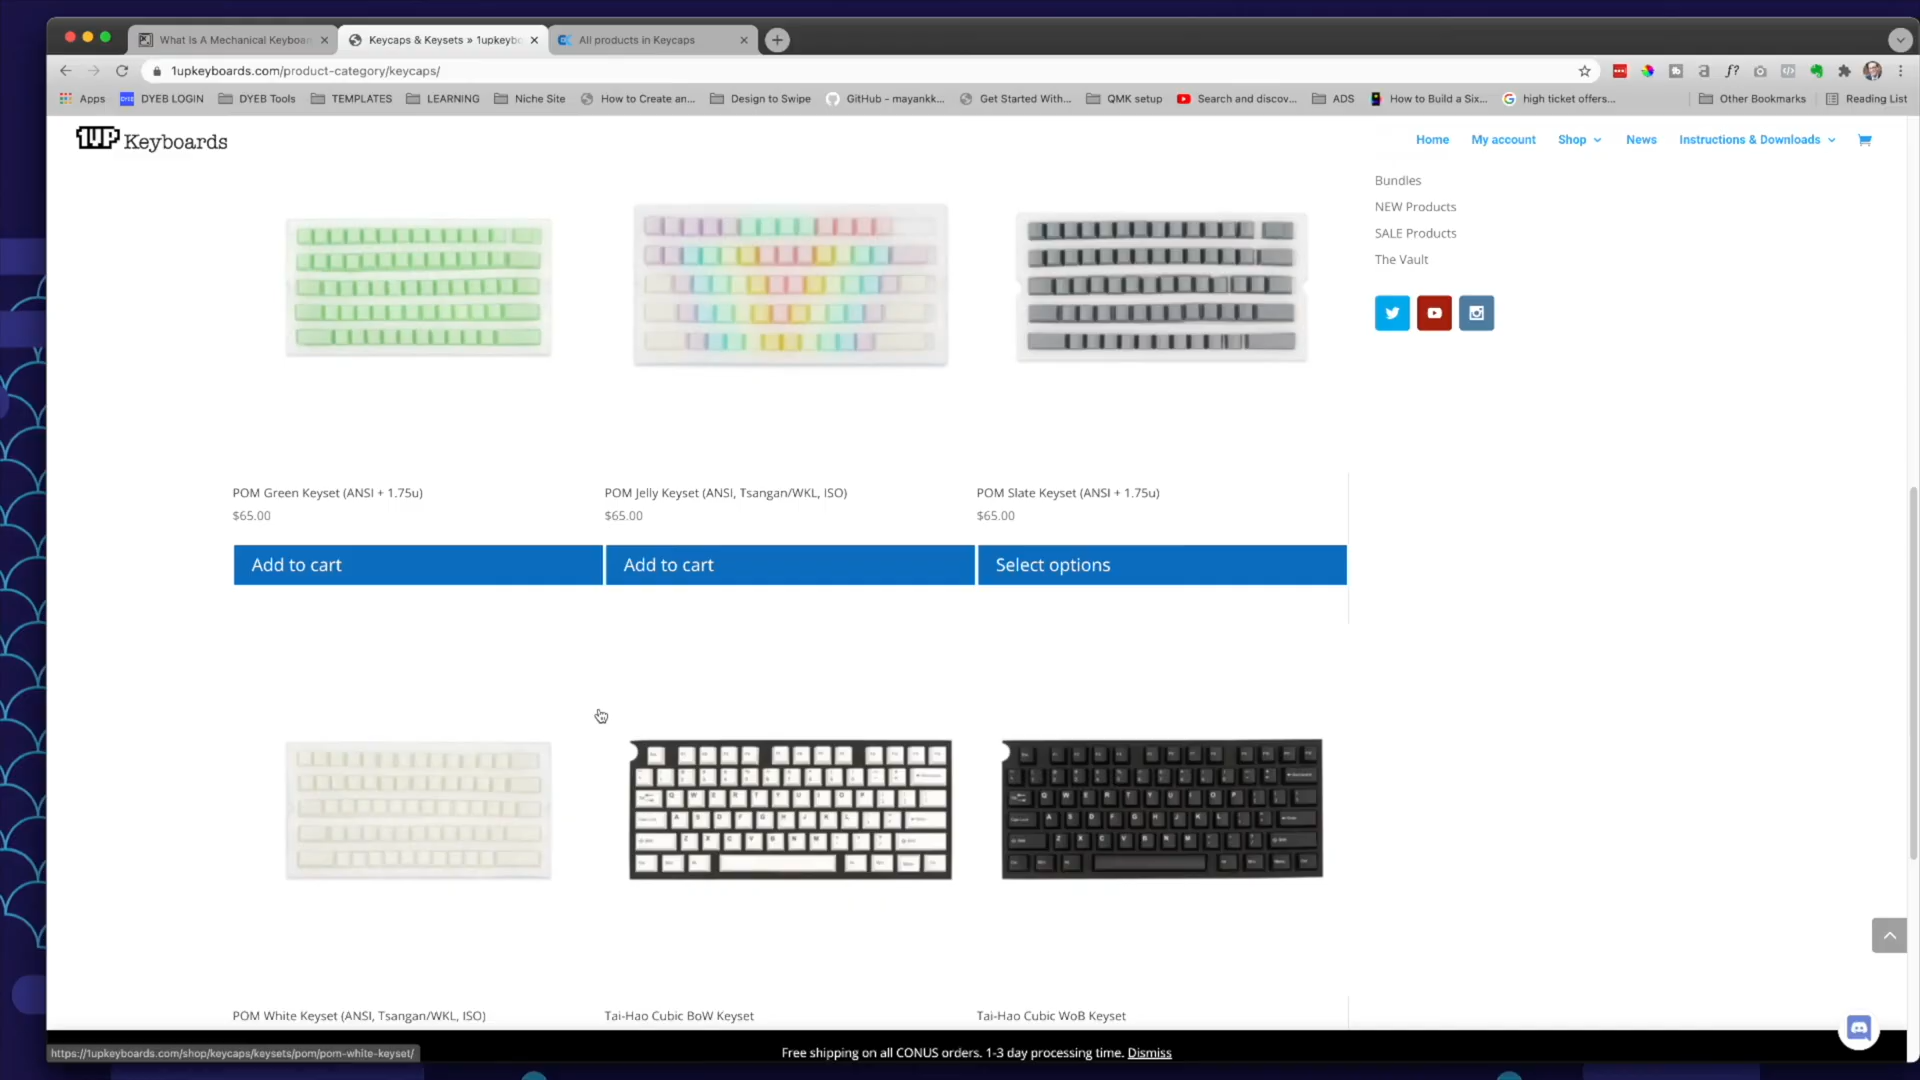 What Is A Mechanical Keyboar
Keycaps & Keysets » 1upkeybo
All products in Keycaps
1upkeyboards.com/product-category/keycaps/
Apps
DYEB LOGIN
DYEB Tools
TEMPLATES
LEARNING
Niche Site
How to Create an...
Design to Swipe
GitHub – mayankk...
Get Started With...
QMK setup
Search and discov...
ADS
How to Build a Six...
high ticket offers...
Other Bookmarks
Reading List
1UP Keyboards
Home
My account
Shop
News
Instructions & Downloads
Bundles
NEW Products
SALE Products
The Vault
POM Green Keyset (ANSI + 1.75u)
$65.00
POM Jelly Keyset (ANSI, Tsangan/WKL, ISO)
$65.00
POM Slate Keyset (ANSI + 1.75u)
$65.00
Add to cart
Add to cart
Select options
POM White Keyset (ANSI, Tsangan/WKL, ISO)
Tai-Hao Cubic BoW Keyset
Tai-Hao Cubic WoB Keyset
https://1upkeyboards.com/shop/keycaps/keysets/pom/pom-white-keyset/
Free shipping on all CONUS orders. 1-3 day processing time. Dismiss